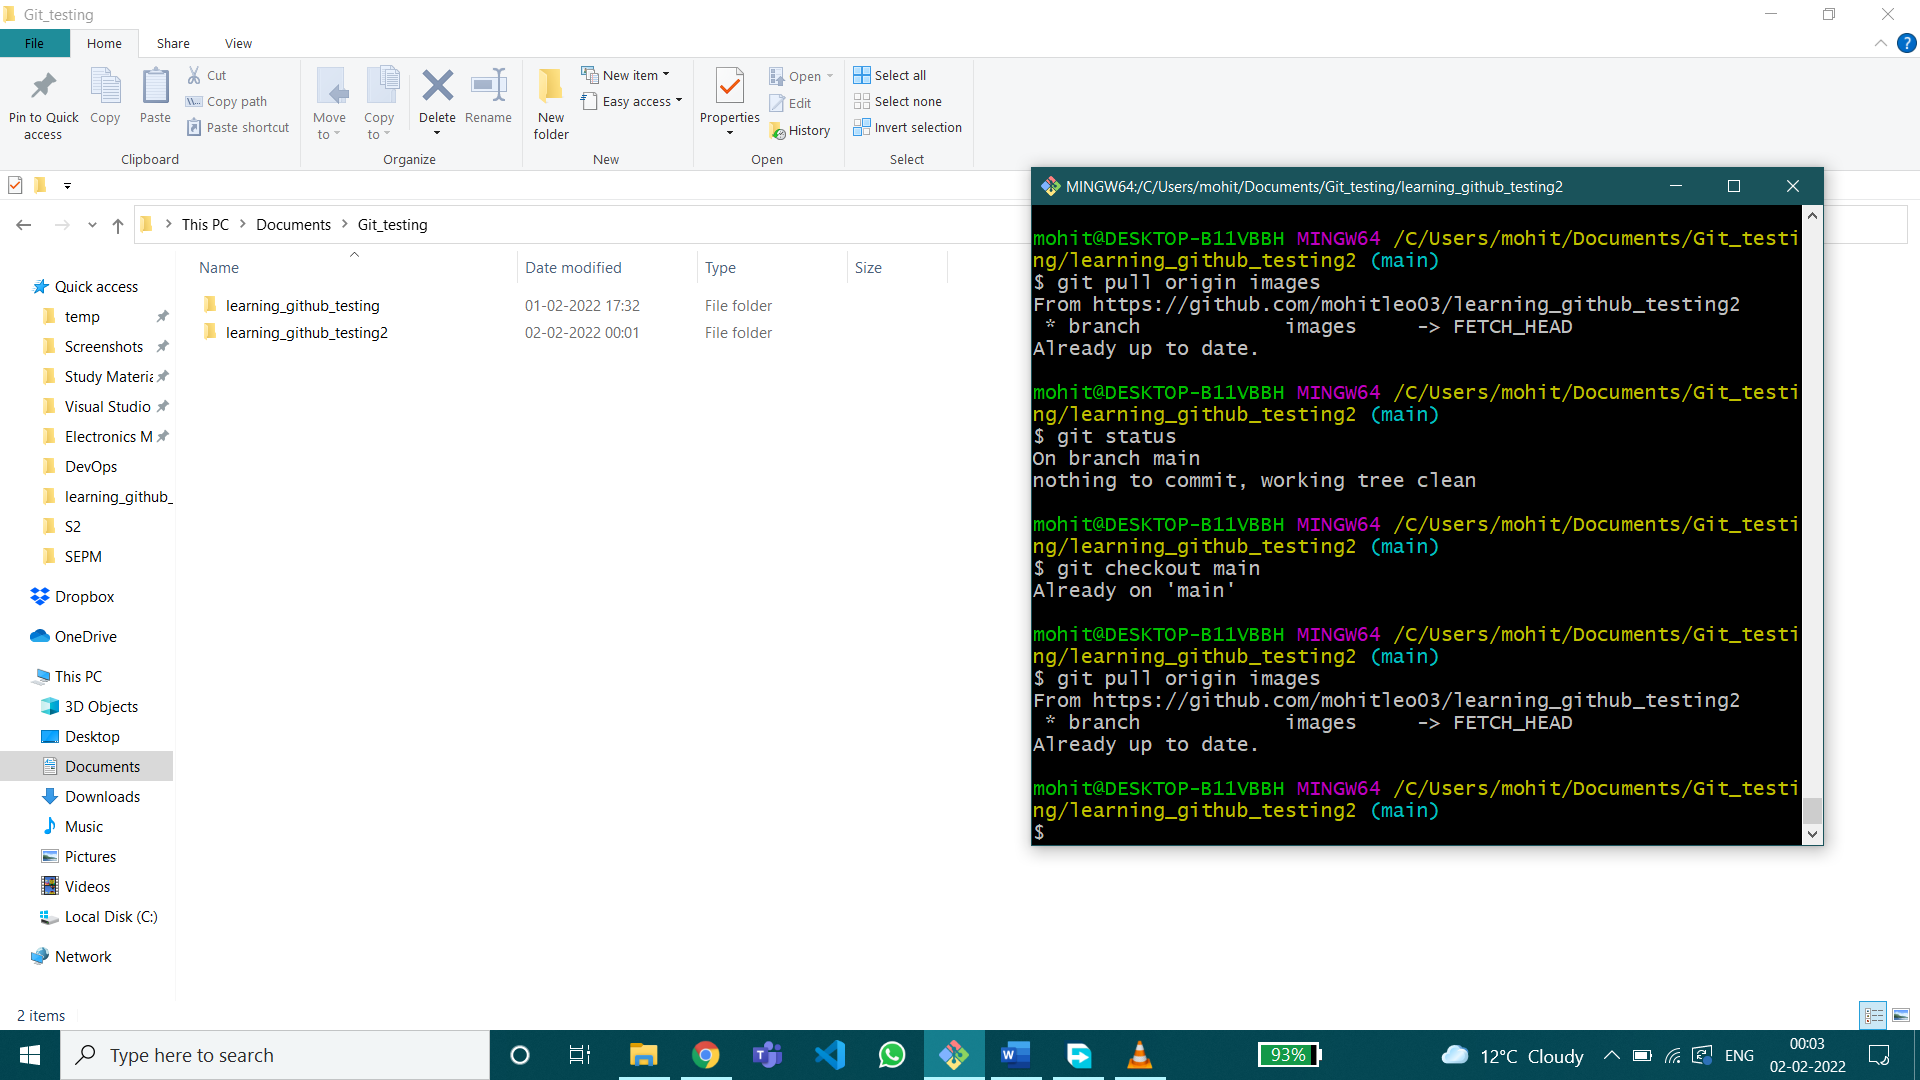 Git_testing
File
Home
Share
View
Pin to Quick access
Copy
Paste
Cut
Copy path
Paste shortcut
Clipboard
Move to
Copy to
Delete
Rename
Organize
New folder
New item
Easy access
New
Properties
Open
Edit
History
Open
Select all
Select none
Invert selection
Select
This PC > Documents > Git_testing
Name Date modified Type Size
learning_github_testing 01-02-2022 17:32 File folder
learning_github_testing2 02-02-2022 00:01 File folder
Quick access
temp
Screenshots
Study Materia
Visual Studio
Electronics M
DevOps
learning_github_
S2
SEPM
Dropbox
OneDrive
This PC
3D Objects
Desktop
Documents
Downloads
Music
Pictures
Videos
Local Disk (C:)
Network
2 items
MINGW64:/C/Users/mohit/Documents/Git_testing/learning_github_testing2
mohit@DESKTOP-B11VBBH MINGW64 /C/Users/mohit/Documents/Git_testi
ng/learning_github_testing2 (main)
$ git pull origin images
From https://github.com/mohitleo03/learning_github_testing2
* branch images -> FETCH_HEAD
Already up to date.
mohit@DESKTOP-B11VBBH MINGW64 /C/Users/mohit/Documents/Git_testi
ng/learning_github_testing2 (main)
$ git status
On branch main
nothing to commit, working tree clean
mohit@DESKTOP-B11VBBH MINGW64 /C/Users/mohit/Documents/Git_testi
ng/learning_github_testing2 (main)
$ git checkout main
Already on 'main'
mohit@DESKTOP-B11VBBH MINGW64 /C/Users/mohit/Documents/Git_testi
ng/learning_github_testing2 (main)
$ git pull origin images
From https://github.com/mohitleo03/learning_github_testing2
* branch images -> FETCH_HEAD
Already up to date.
mohit@DESKTOP-B11VBBH MINGW64 /C/Users/mohit/Documents/Git_testi
ng/learning_github_testing2 (main)
$
Type here to search
93%
12°C Cloudy
ENG
00:03
02-02-2022